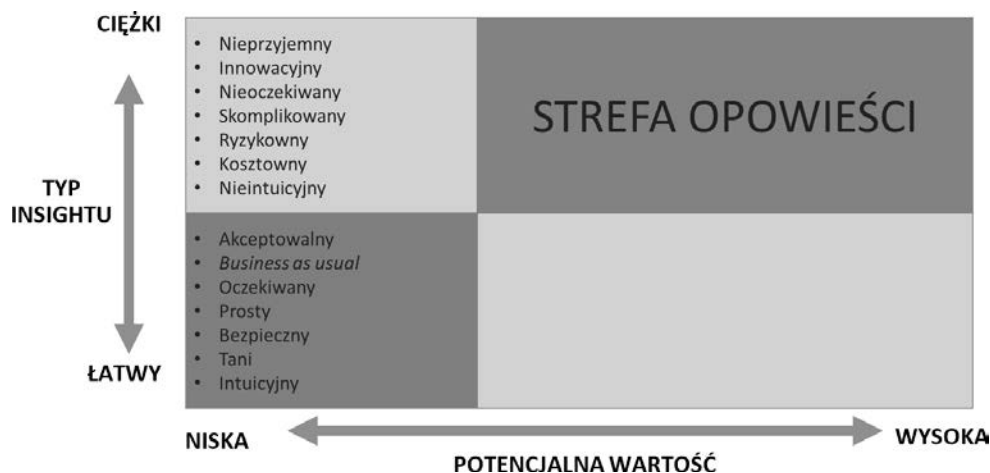 CIĘŻKI
• Nieprzyjemny
• Innowacyjny
• Nieoczekiwany
• Skomplikowany
• Ryzykowny
• Kosztowny
• Nieintuicyjny
STREFA OPOWIEŚCI
TYP
INSIGHTU
• Akceptowalny
• Business as usual
• Oczekiwany
• Prosty
• Bezpieczny
• Tani
• Intuicyjny
ŁATWY
NISKA
WYSOKA
POTENCJALNA WARTOŚĆ